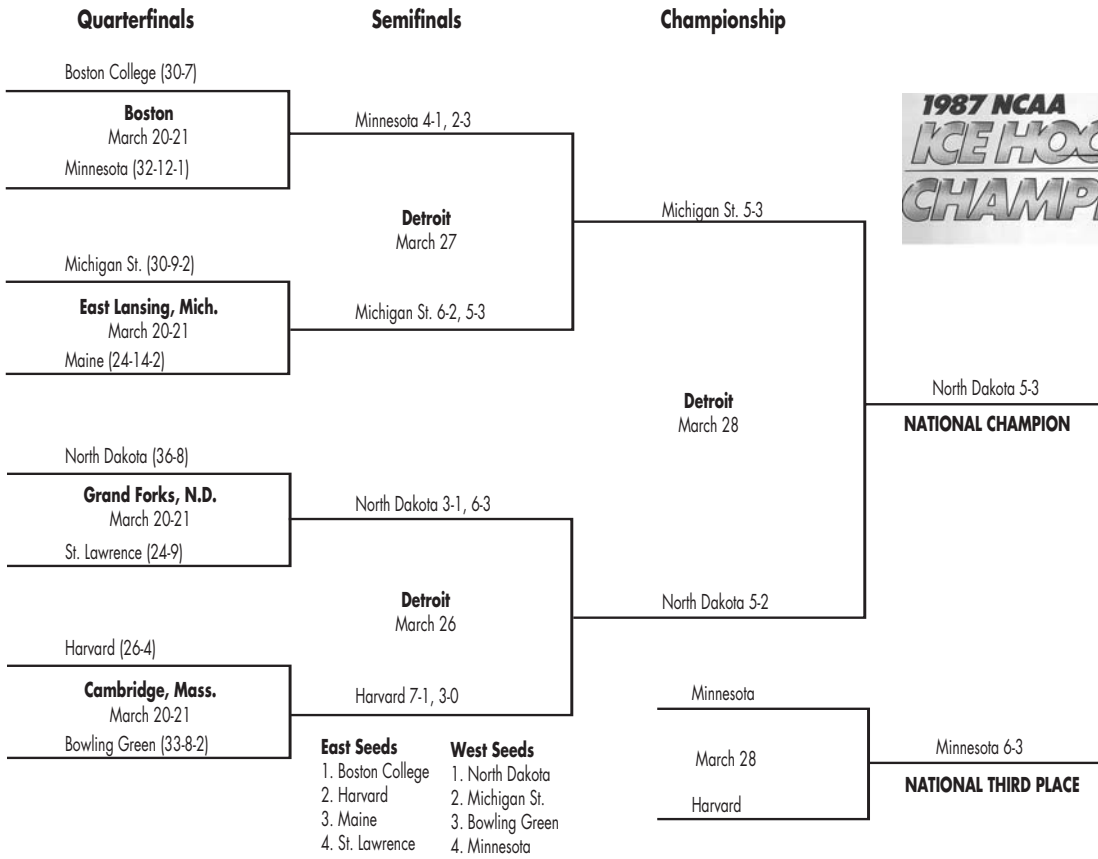 Quarterfinals
Semifinals
Championship
Boston College (30-7)
Boston
March 20-21
Minnesota (32-12-1)
Michigan St. (30-9-2)
East Lansing, Mich.
March 20-21
Maine (24-14-2)
North Dakota (36-8)
Grand Forks, N.D.
March 20-21
St. Lawrence (24-9)
Harvard (26-4)
Cambridge, Mass.
March 20-21
Bowling Green (33-8-2)
Minnesota 4-1, 2-3
Detroit
March 27
Michigan St. 6-2, 5-3
North Dakota 3-1, 6-3
Detroit
March 26
Harvard 7-1, 3-0
East Seeds
1. Boston College
2. Harvard
3. Maine
4. St. Lawrence
West Seeds
1. North Dakota
2. Michigan St.
3. Bowling Green
4. Minnesota
Michigan St. 5-3
Detroit
March 28
North Dakota 5-2
Minnesota
March 28
Harvard
1987 NCAA
ICE HOC
CHAMP
North Dakota 5-3
NATIONAL CHAMPION
Minnesota 6-3
NATIONAL THIRD PLACE